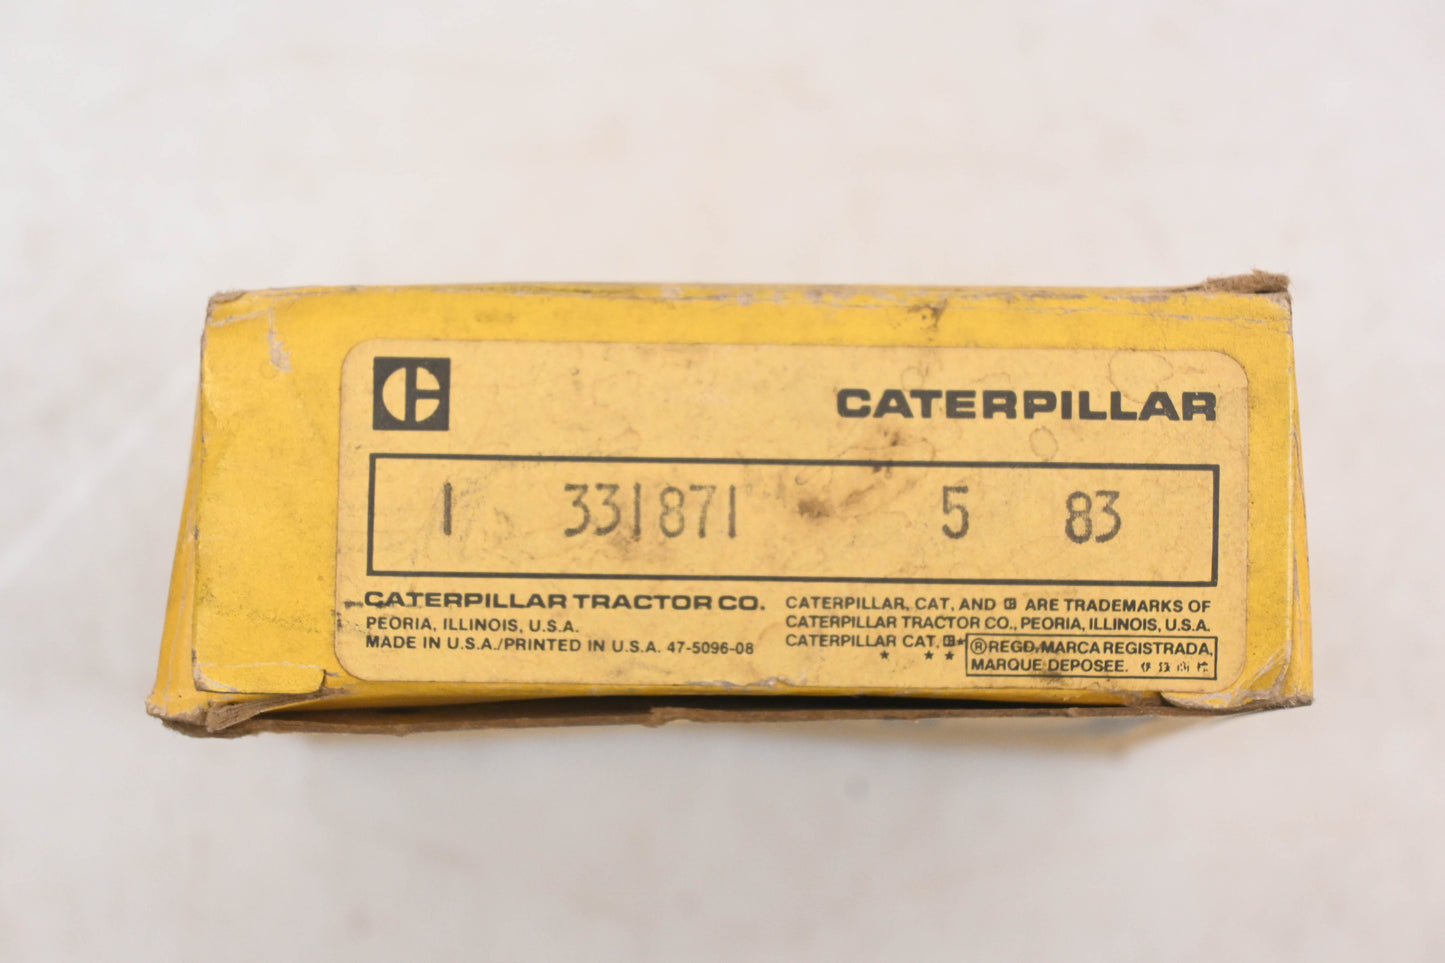 CATERPILLAR
1 331871 5 83
CATERPILLAR TRACTOR CO.
PEORIA, ILLINOIS, U.S.A.
MADE IN U.S.A./PRINTED IN U.S.A. 47-5096-08
CATERPILLAR, CAT, AND ARE TRADEMARKS OF
CATERPILLAR TRACTOR CO., PEORIA, ILLINOIS, U.S.A.
CATERPILLAR CAT,
* * *
® REGD, MARCA REGISTRADA,
MARQUE DEPOSEE.